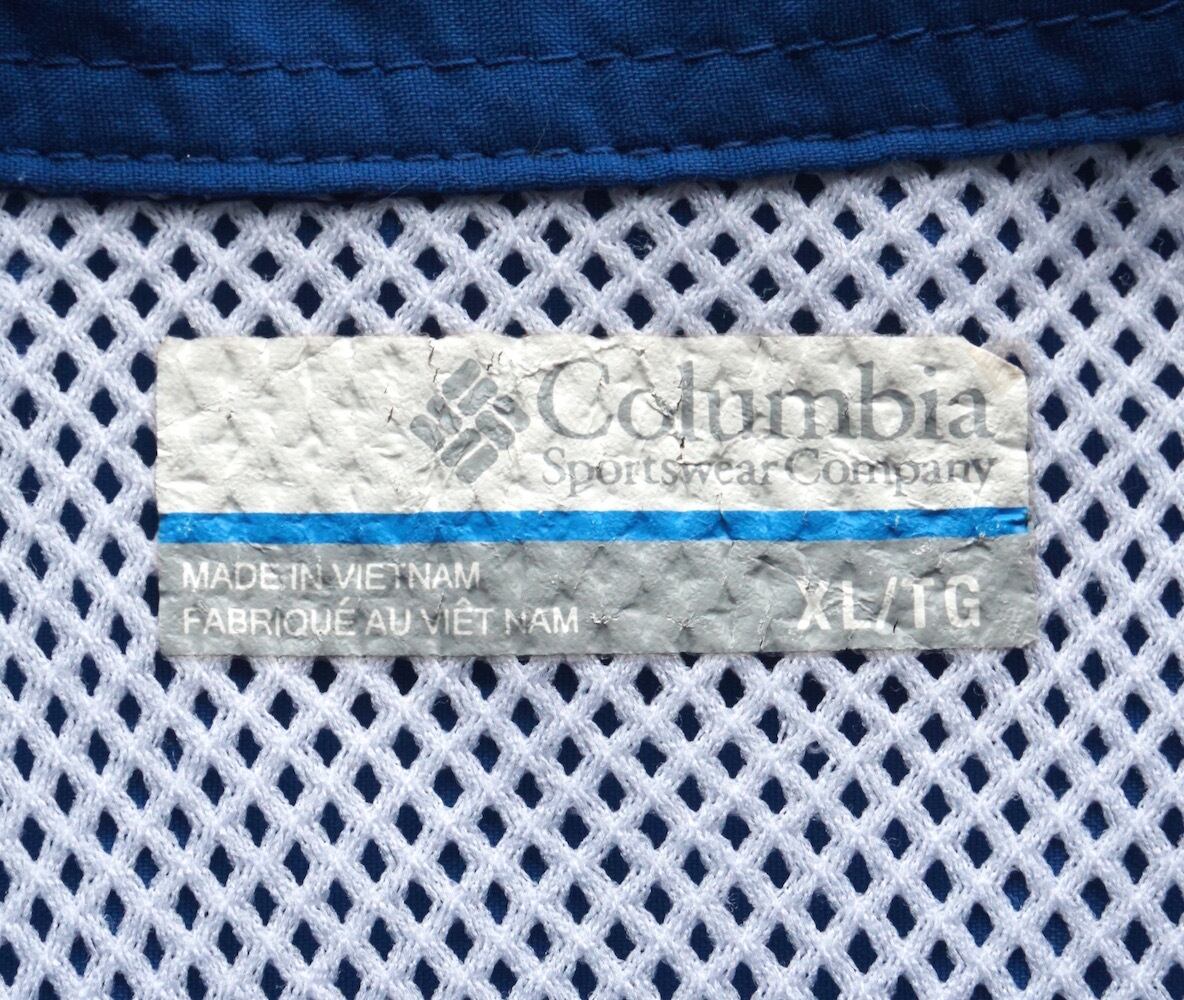 Columbia
Sportswear Company
MADE IN VIETNAM
FABRIQUÉ AU VIÊT NAM
XL/TG